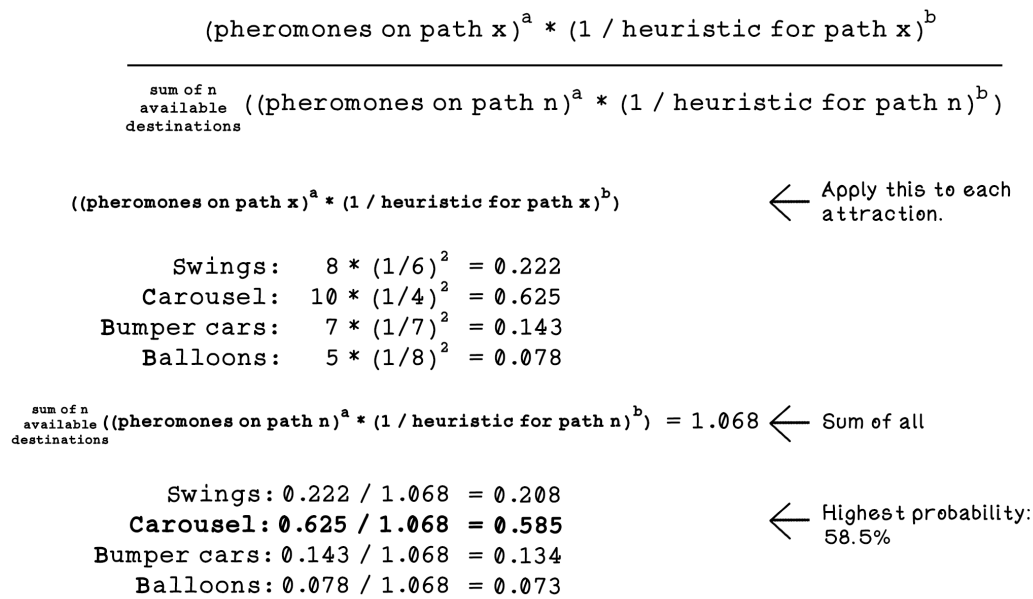 (pheromones on path x)^a * (1 / heuristic for path x)^b
sum of n
available
destinations
((pheromones on path n)^a * (1 / heuristic for path n)^b)
((pheromones on path x)^a * (1 / heuristic for path x)^b)
Apply this to each
attraction.
Swings: 8 * (1/6)^2 = 0.222
Carousel: 10 * (1/4)^2 = 0.625
Bumper cars: 7 * (1/7)^2 = 0.143
Balloons: 5 * (1/8)^2 = 0.078
sum of n
available
destinations
((pheromones on path n)^a * (1 / heuristic for path n)^b) = 1.068
Sum of all
Swings: 0.222 / 1.068 = 0.208
Carousel: 0.625 / 1.068 = 0.585
Highest probability:
58.5%
Bumper cars: 0.143 / 1.068 = 0.134
Balloons: 0.078 / 1.068 = 0.073